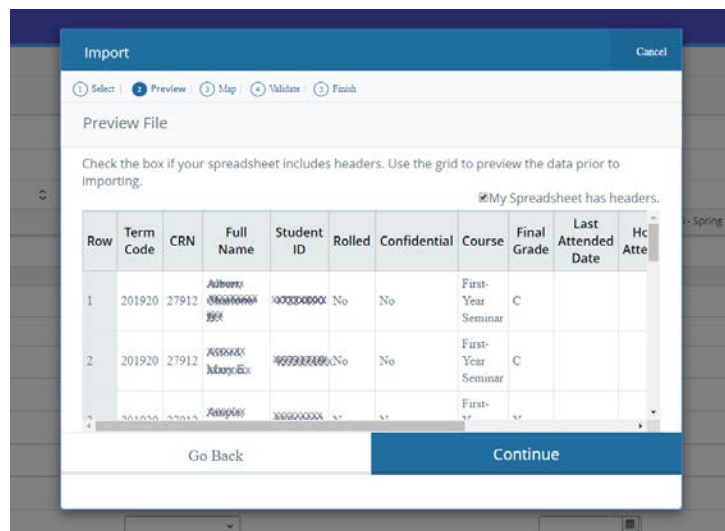 Import
Cancel
1 Select | 2 Preview | 3 Map | 4 Validate | 5 Finish
Preview File
Check the box if your spreadsheet includes headers. Use the grid to preview the data prior to
importing.
My Spreadsheet has headers.
- Spring
Row Term Code CRN Full Name Student ID Rolled Confidential Course Final Grade Last Attended Date Atte
1 201920 27912 No No First-Year Seminar C
2 201920 27912 Mary E. No No First-Year Seminar C
First-
Go Back
Continue